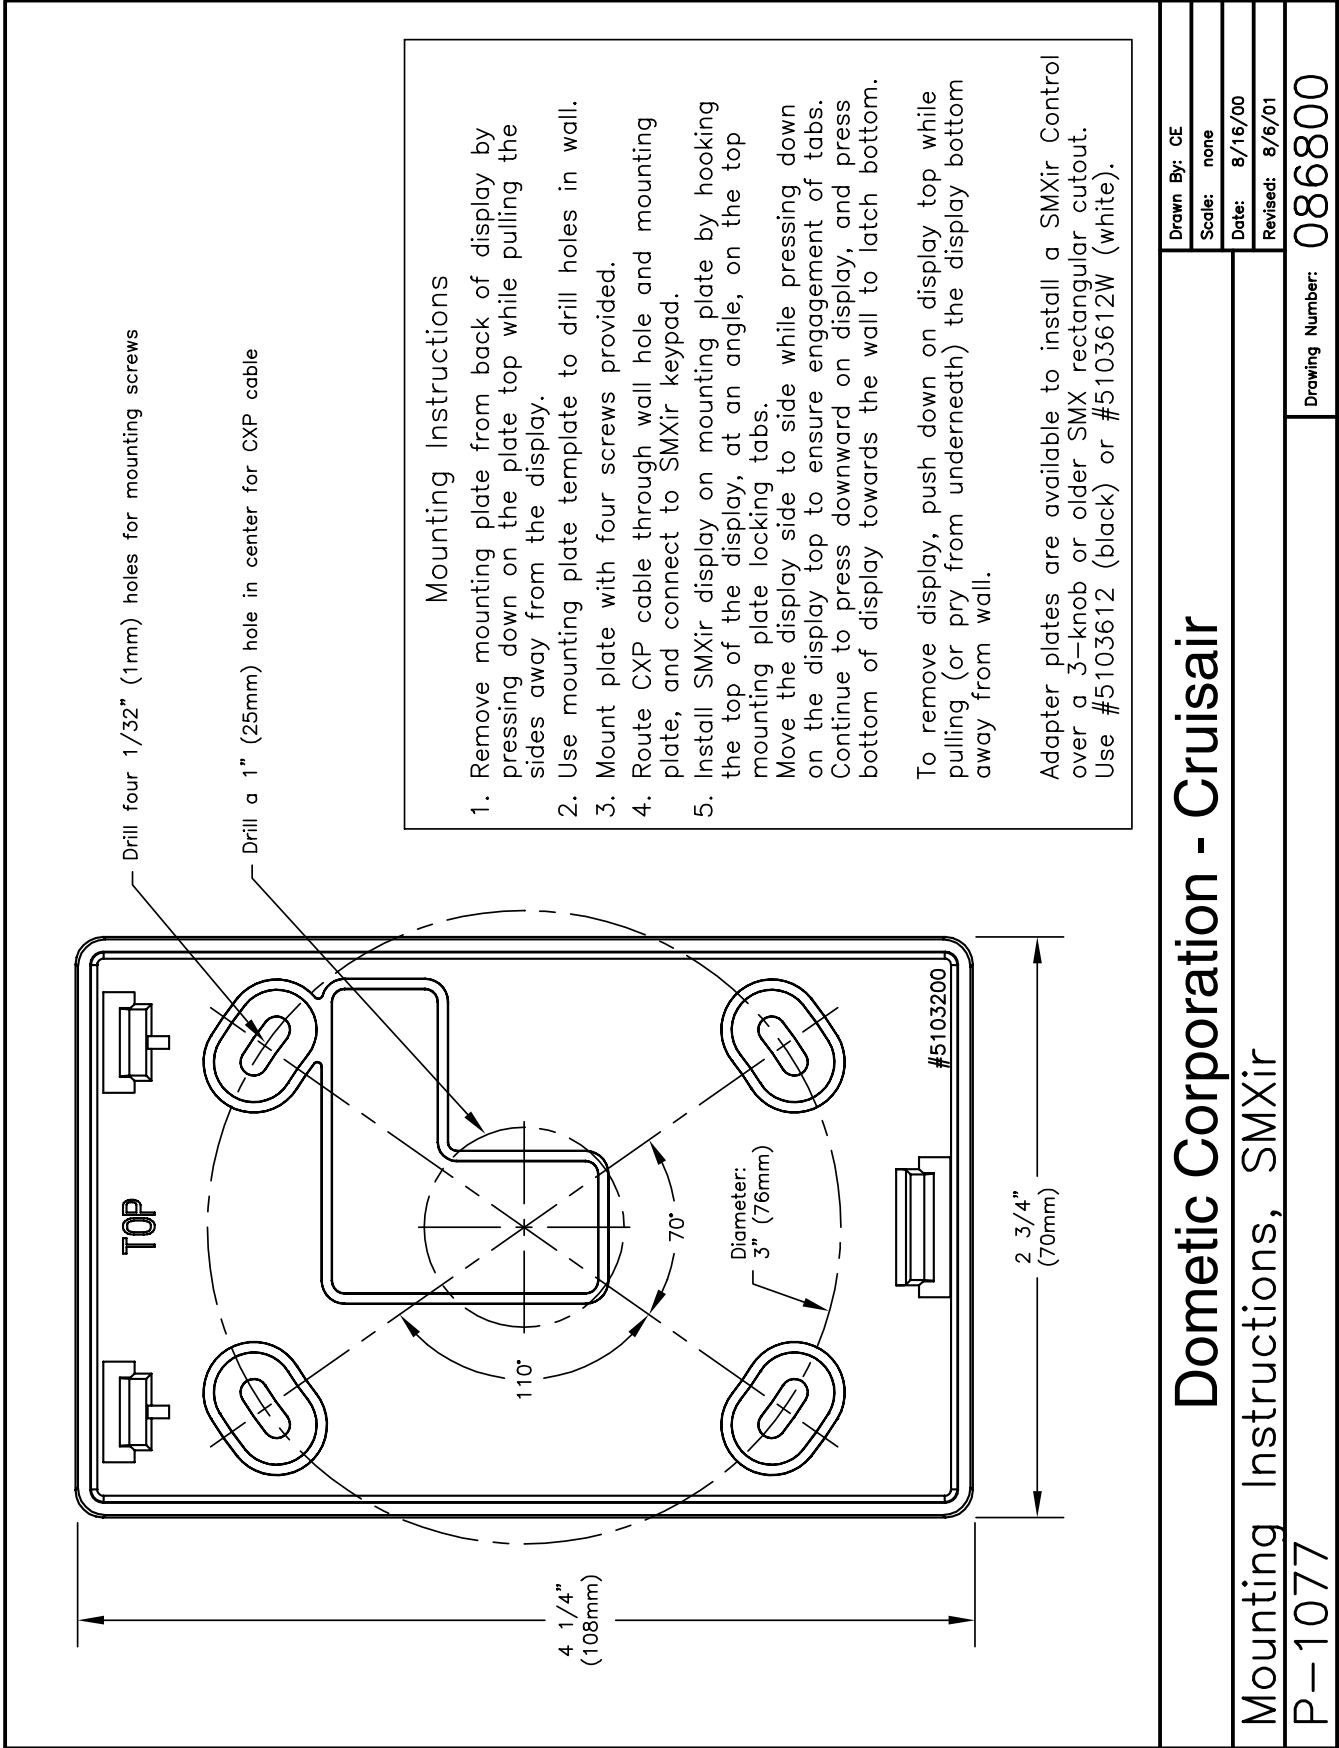 Drill four 1/32" (1mm) holes for mounting screws
Drill a 1" (25mm) hole in center for CXP cable
TOP
110°
70°
Diameter:
3" (76mm)
#5103200
4 1/4"
(108mm)
2 3/4"
(70mm)
Mounting Instructions
1. Remove mounting plate from back of display by
pressing down on the plate top while pulling the
sides away from the display.
2. Use mounting plate template to drill holes in wall.
3. Mount plate with four screws provided.
4. Route CXP cable through wall hole and mounting
plate, and connect to SMXir keypad.
5. Install SMXir display on mounting plate by hooking
the top of the display, at an angle, on the top
mounting plate locking tabs.
Move the display side to side while pressing down
on the display top to ensure engagement of tabs.
Continue to press downward on display, and press
bottom of display towards the wall to latch bottom.
To remove display, push down on display top while
pulling (or pry from underneath) the display bottom
away from wall.
Adapter plates are available to install a SMXir Control
over a 3-knob or older SMX rectangular cutout.
Use #5103612 (black) or #5103612W (white).
Dometic Corporation - Cruisair
Drawn By: CE
Scale: none
Date: 8/16/00
Revised: 8/6/01
Mounting Instructions, SMXir
P-1077
Drawing Number: 086800